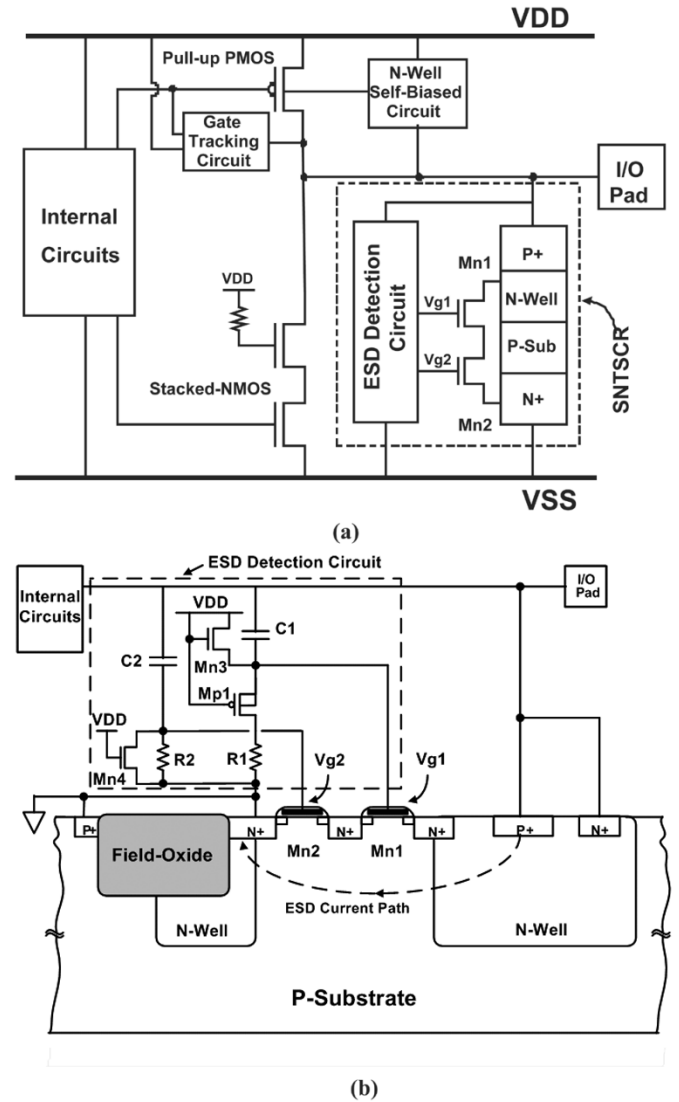 VDD
Pull-up PMOS
N-Well
Self-Biased
Circuit
Gate
Tracking
Circuit
I/O
Pad
Internal
Circuits
ESD Detection
Circuit
P+
Mn1
N-Well
VDD
Vg1
P-Sub
Vg2
N+
SNTSCR
Stacked-NMOS
Mn2
VSS
(a)
ESD Detection Circuit
Internal
Circuits
I/O
Pad
VDD
C1
C2
Mn3
Mp1
VDD
R2
R1
Mn4
Vg2
Vg1
P+
Field-Oxide
N+
Mn2
N+
Mn1
N+
P+
N+
ESD Current Path
N-Well
N-Well
P-Substrate
(b)